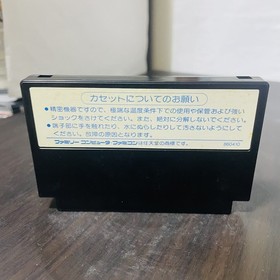 カセットについてのお願い
●精密機器ですので、極端な温度条件下での使用や保管および強い
ショックをさけてください。また、絶対に分解しないでください。
●端子部に手を触れたり、水にぬらしたりして汚さないようにして
ください。故障の原因となります。
ファミリーコンピュータ・ファミコンは任天堂の商標です。